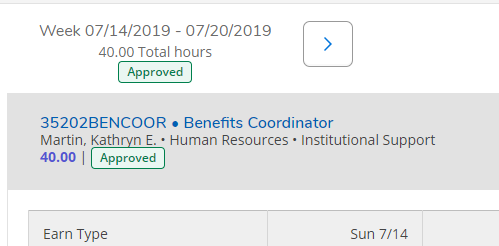 Week 07/14/2019 - 07/20/2019
40.00 Total hours
Approved
35202BENCOOR • Benefits Coordinator
Martin, Kathryn E. • Human Resources • Institutional Support
40.00 | Approved
Earn Type Sun 7/14